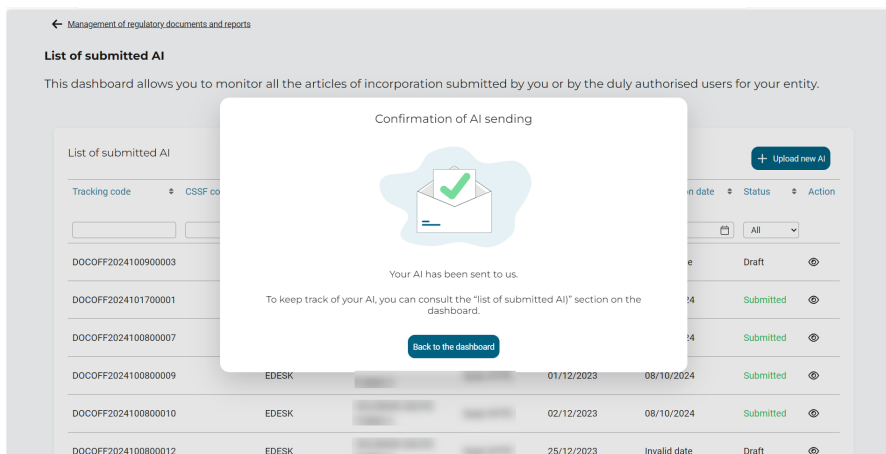 Management of regulatory documents and reports
List of submitted AI
This dashboard allows you to monitor all the articles of incorporation submitted by you or by the duly authorised users for your entity.
Confirmation of AI sending
List of submitted AI
+ Upload new AI
Tracking code CSSF co n date Status Action
All
DOCOFF2024100900003 e Draft
Your AI has been sent to us.
DOCOFF2024101700001 24 Submitted
To keep track of your AI, you can consult the "list of submitted AI)" section on the
dashboard.
DOCOFF2024100800007 24 Submitted
Back to the dashboard
DOCOFF2024100800009 EDESK 01/12/2023 08/10/2024 Submitted
DOCOFF2024100800010 EDESK 02/12/2023 08/10/2024 Submitted
DOCOFF2024100800012 EDESK 25/12/2023 Invalid date Draft